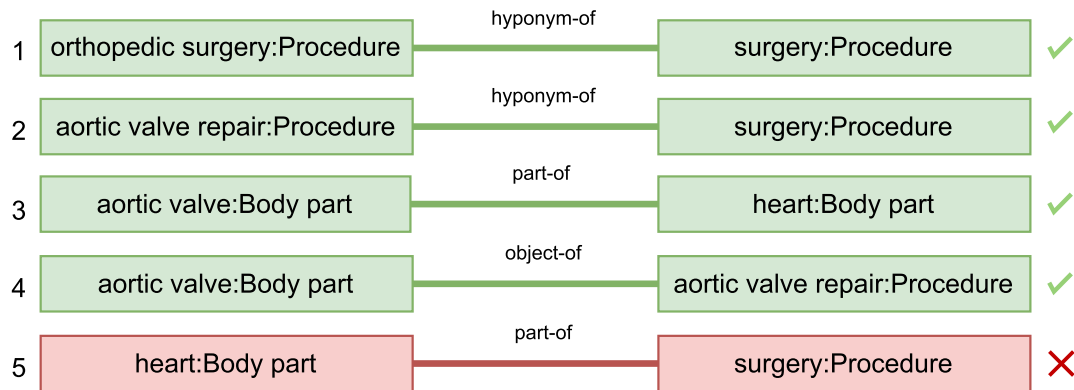 hyponym-of
1 orthopedic surgery:Procedure surgery:Procedure
hyponym-of
2 aortic valve repair:Procedure surgery:Procedure
part-of
3 aortic valve:Body part heart:Body part
object-of
4 aortic valve:Body part aortic valve repair:Procedure
part-of
5 heart:Body part surgery:Procedure